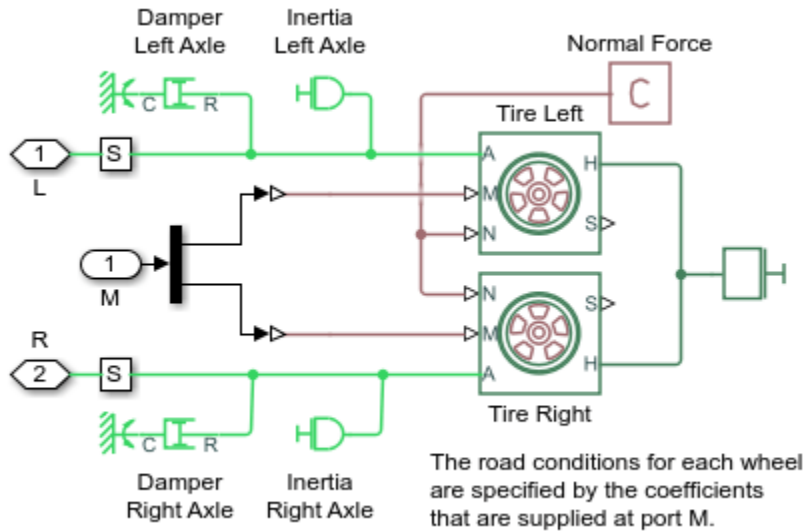 Damper
Left Axle
Inertia
Left Axle
Normal Force
C
C
R
Tire Left
1
L
S
A
H
M
S
N
1
M
N
S
M
R
2
S
A
H
C
R
Tire Right
Damper
Right Axle
Inertia
Right Axle
The road conditions for each wheel
are specified by the coefficients
that are supplied at port M.